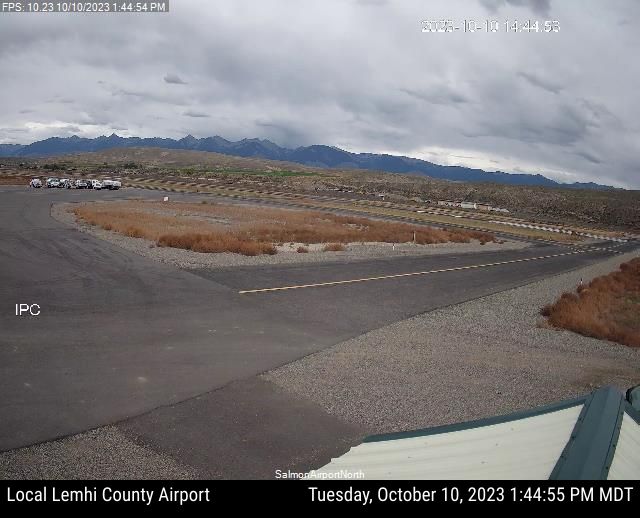 FPS: 10.23 10/10/2023 1:44:54 PM
2023-10-10 14:44:53
IPC
SalmonAirportNorth
Local Lemhi County Airport Tuesday, October 10, 2023 1:44:55 PM MDT